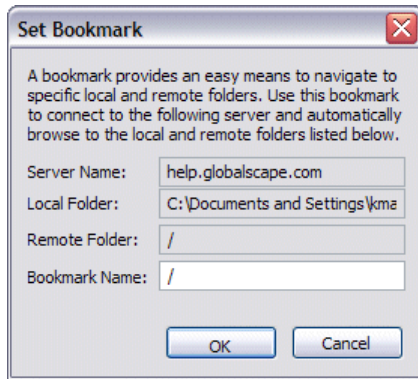 Set Bookmark
A bookmark provides an easy means to navigate to
specific local and remote folders. Use this bookmark
to connect to the following server and automatically
browse to the local and remote folders listed below.
Server Name: help.globalscape.com
Local Folder: C:\Documents and Settings\kma
Remote Folder: /
Bookmark Name: /
OK Cancel